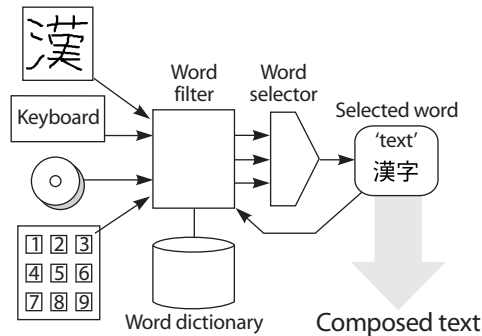 漢
Word
filter
Word
selector
Keyboard
Selected word
'text'
漢字
1 2 3
4 5 6
7 8 9
Word dictionary
Composed text